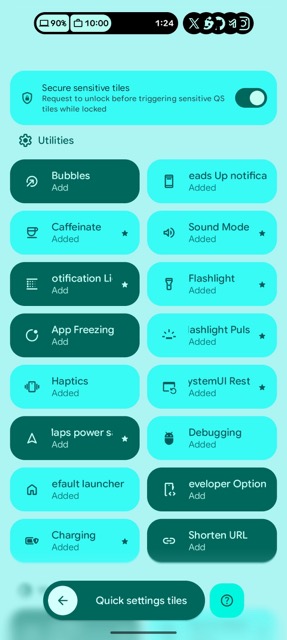 90% 10:00 1:24
Secure sensitive tiles
Request to unlock before triggering sensitive QS
tiles while locked
Utilities
Bubbles
Add
eads Up notifica
Added
Caffeinate
Added
Sound Mode
Added
otification Li
Add
Flashlight
Added
App Freezing
Add
lashlight Puls
Added
Haptics
Added
ystemUI Rest
Added
laps power s
Add
Debugging
Added
efault launcher
Added
eveloper Option
Add
Charging
Added
Shorten URL
Add
Quick settings tiles